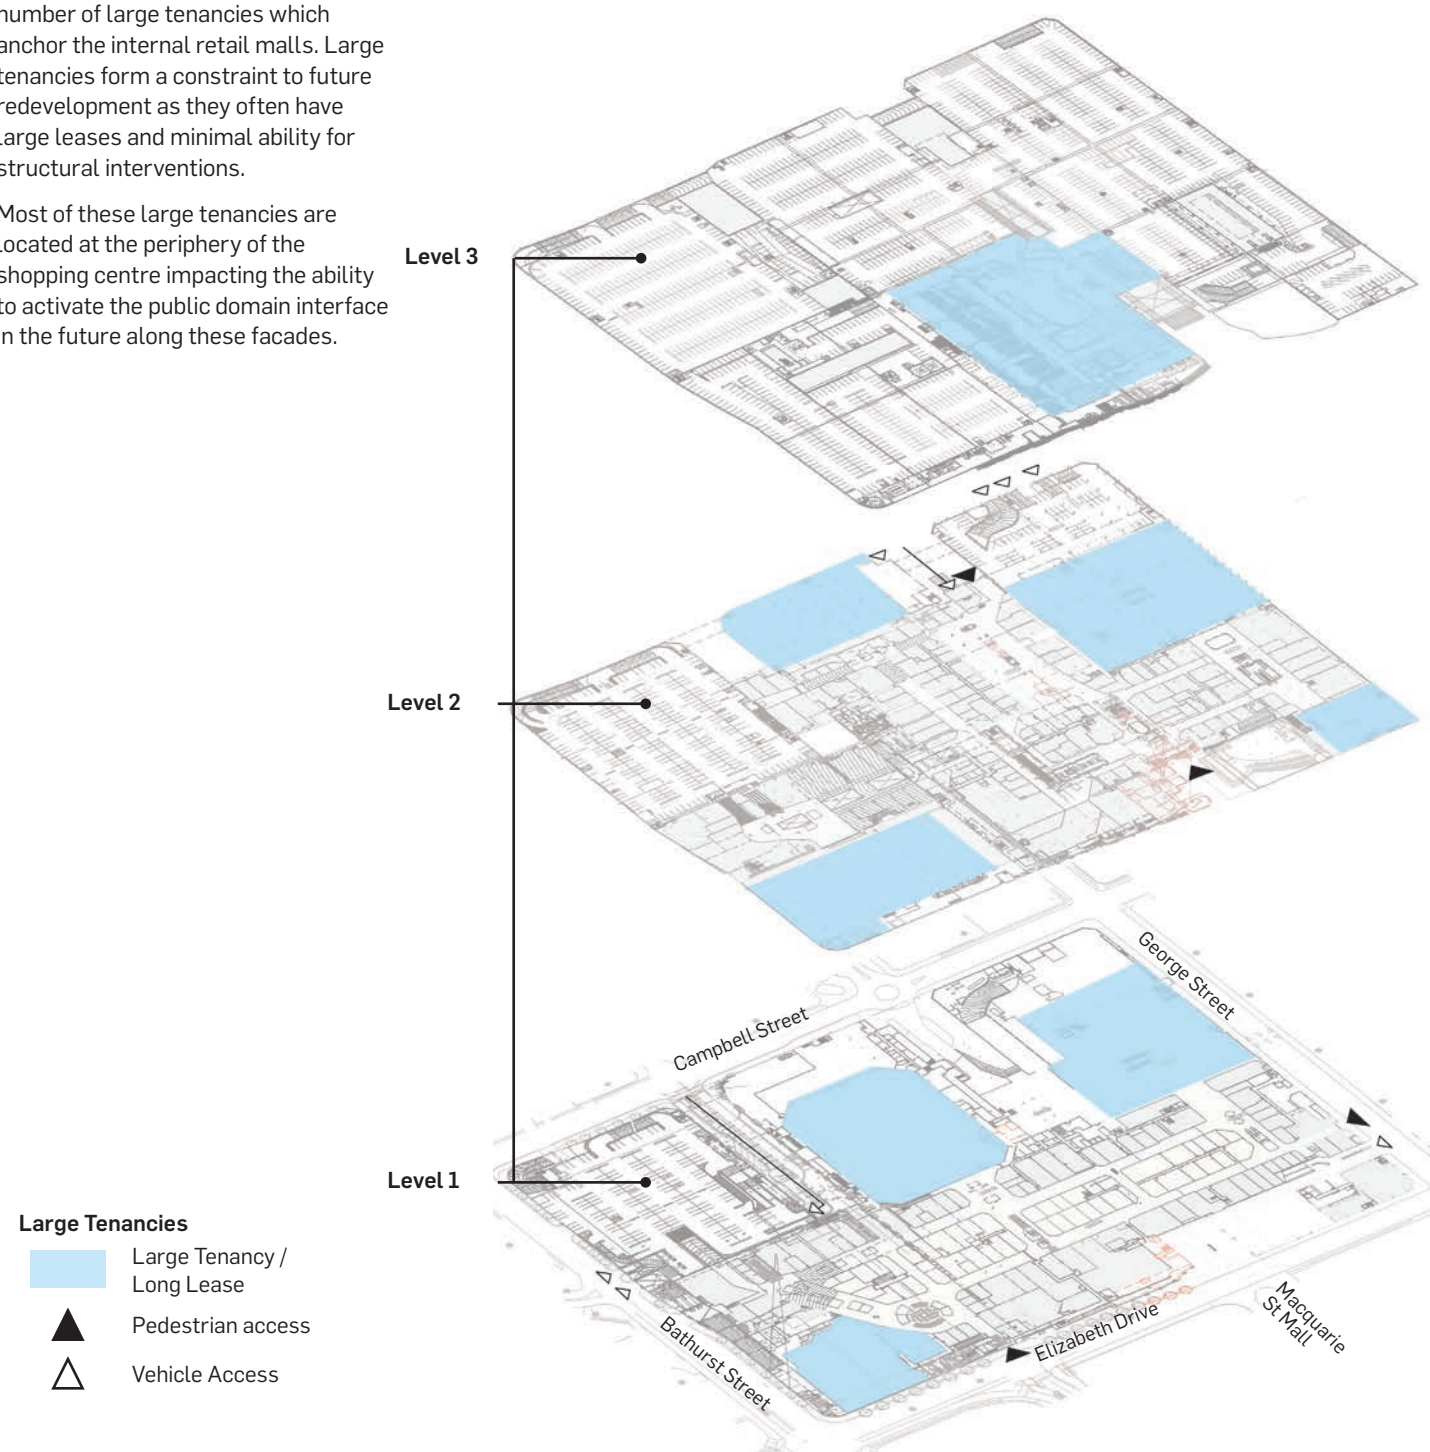 number of large tenancies which
anchor the internal retail malls. Large
tenancies form a constraint to future
redevelopment as they often have
large leases and minimal ability for
structural interventions.
Most of these large tenancies are
located at the periphery of the
shopping centre impacting the ability
to activate the public domain interface
in the future along these facades.
Level 3
Level 2
Level 1
George Street
Campbell Street
Bathurst Street
Elizabeth Drive
Macquarie
St Mall
Large Tenancies
Large Tenancy /
Long Lease
Pedestrian access
Vehicle Access